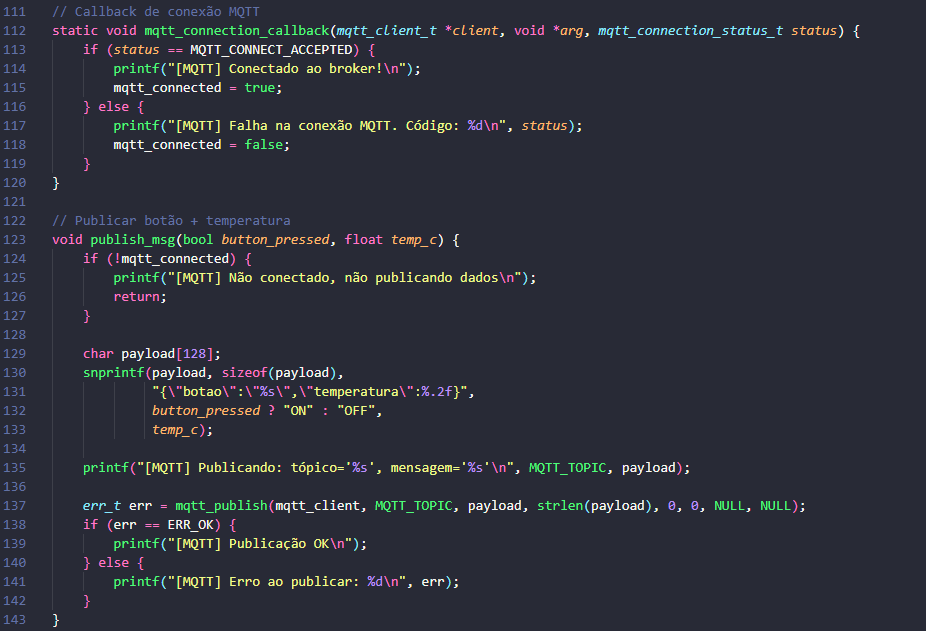 111 // Callback de conexão MQTT
112 static void mqtt_connection_callback(mqtt_client_t *client, void *arg, mqtt_connection_status_t status) {
113     if (status == MQTT_CONNECT_ACCEPTED) {
114         printf("[MQTT] Conectado ao broker!\n");
115         mqtt_connected = true;
116     } else {
117         printf("[MQTT] Falha na conexão MQTT. Código: %d\n", status);
118         mqtt_connected = false;
119     }
120 }
121
122 // Publicar botão + temperatura
123 void publish_msg(bool button_pressed, float temp_c) {
124     if (!mqtt_connected) {
125         printf("[MQTT] Não conectado, não publicando dados\n");
126         return;
127     }
128
129     char payload[128];
130     snprintf(payload, sizeof(payload),
131              "{\"botao\":\"%s\",\"temperatura\":%.2f}",
132              button_pressed ? "ON" : "OFF",
133              temp_c);
134
135     printf("[MQTT] Publicando: tópico='%s', mensagem='%s'\n", MQTT_TOPIC, payload);
136
137     err_t err = mqtt_publish(mqtt_client, MQTT_TOPIC, payload, strlen(payload), 0, 0, NULL, NULL);
138     if (err == ERR_OK) {
139         printf("[MQTT] Publicação OK\n");
140     } else {
141         printf("[MQTT] Erro ao publicar: %d\n", err);
142     }
143 }